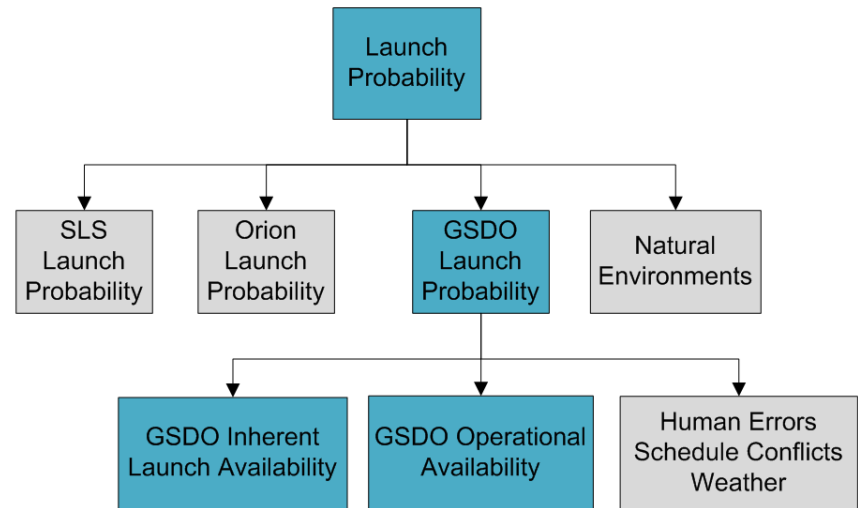 Launch
Probability
SLS
Launch
Probability
Orion
Launch
Probability
GSDO
Launch
Probability
Natural
Environments
GSDO Inherent
Launch Availability
GSDO Operational
Availability
Human Errors
Schedule Conflicts
Weather